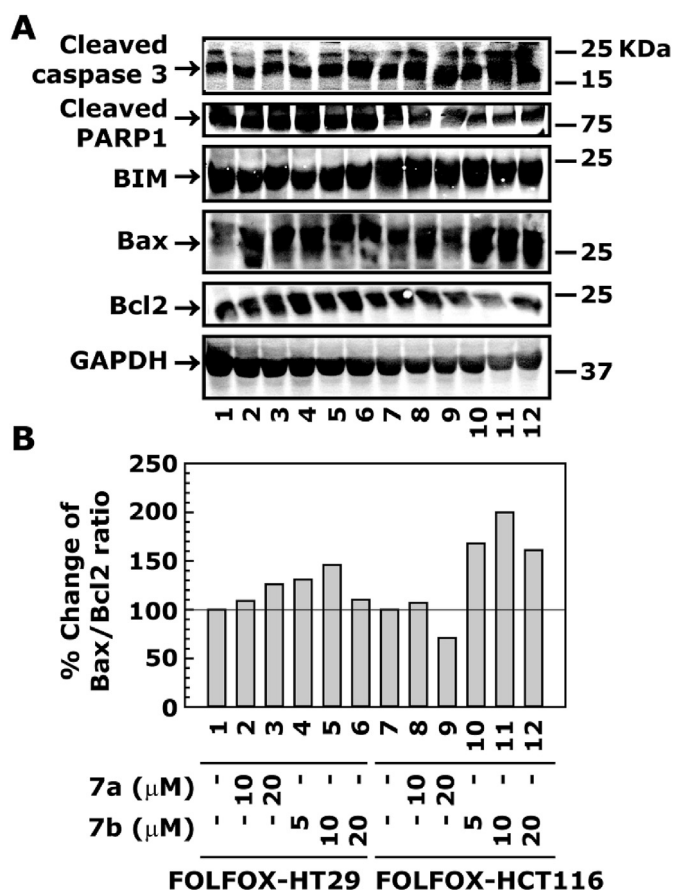 A
Cleaved
caspase 3 →
25 KDa
15
Cleaved
PARP1
75
BIM →
25
Bax →
25
Bcl2 →
25
GAPDH →
37
1 2 3 4 5 6 7 8 9 10 11 12
B
% Change of
Bax/Bcl2 ratio
250
200
150
100
50
0
1 2 3 4 5 6 7 8 9 10 11 12
7a (μM) - 10 20 - - - - 10 20 - - -
7b (μM) - - - 5 10 20 - - - 5 10 20
FOLFOX-HT29 FOLFOX-HCT116